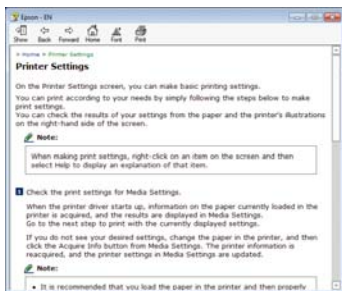 Epson - EN
Show Back Forward Home Font Print
> Home > Printer Settings
Printer Settings
On the Printer Settings screen, you can make basic printing settings.
You can print according to your needs by simply following the steps below to make
print settings.
You can check the results of your settings from the paper and the printer's illustrations
on the right-hand side of the screen.
Note:
When making print settings, right-click on an item on the screen and then
select Help to display an explanation of that item.
1 Check the print settings for Media Settings.
When the printer driver starts up, information on the paper currently loaded in the
printer is acquired, and the results are displayed in Media Settings.
Go to the next step to print with the currently displayed settings.
If you do not see your desired settings, change the paper in the printer, and then
click the Acquire Info button from Media Settings. The printer information is
reacquired, and the printer settings in Media Settings are updated.
Note:
• It is recommended that you load the paper in the printer and then properly